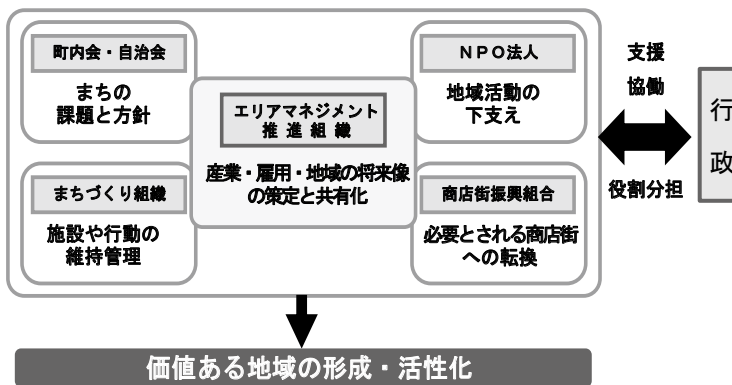 町内会・自治会
まちの
課題と方針
NPO法人
地域活動の
下支え
エリアマネジメント
推進組織
産業・雇用・地域の将来像
の策定と共有化
まちづくり組織
施設や行動の
維持管理
商店街振興組合
必要とされる商店街
への転換
支援
協働
役割分担
行
政
価値ある地域の形成・活性化